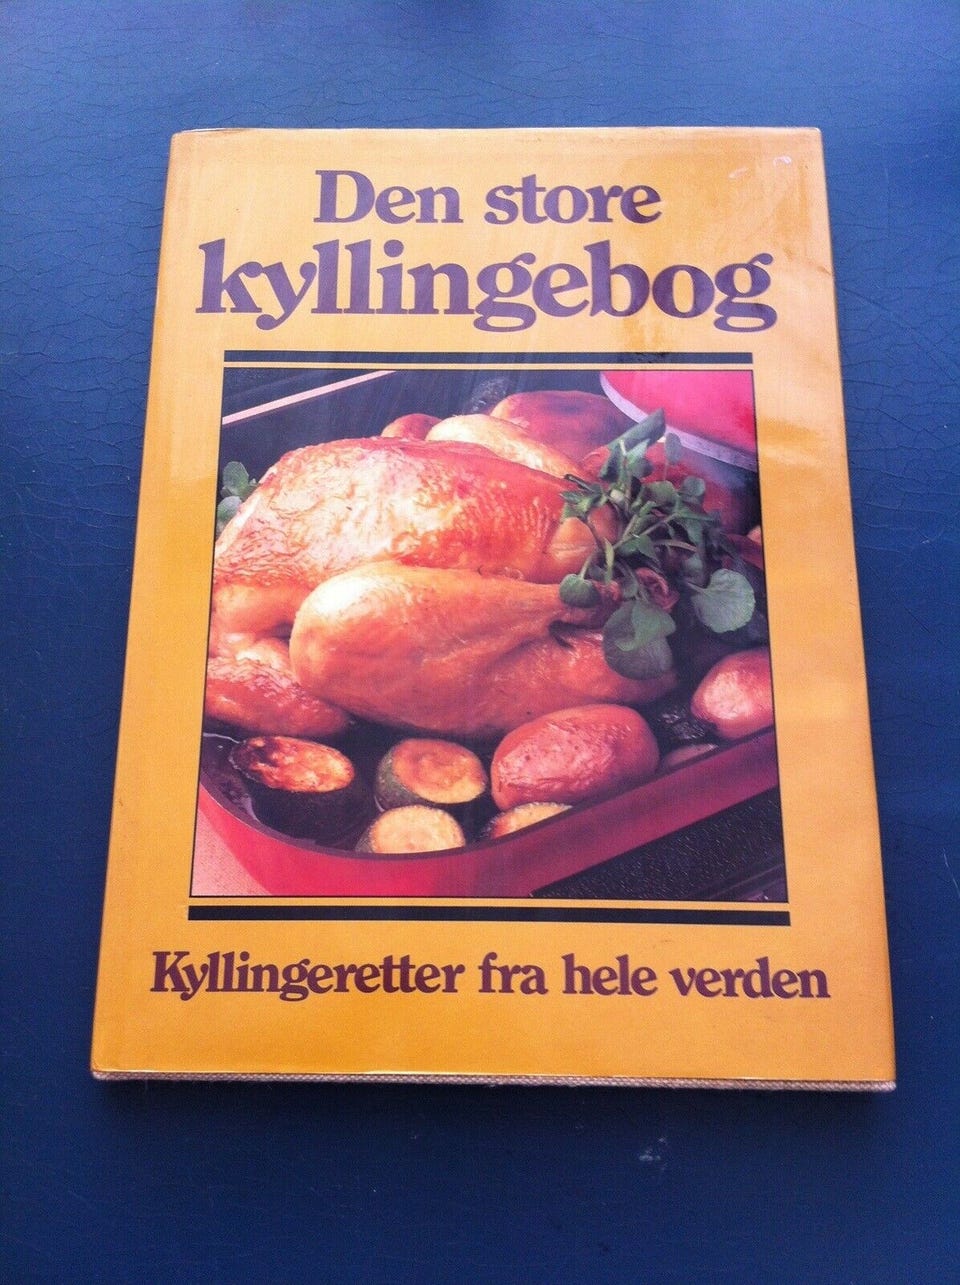 Den store
kyllingebog
Kyllingeretter fra hele verden